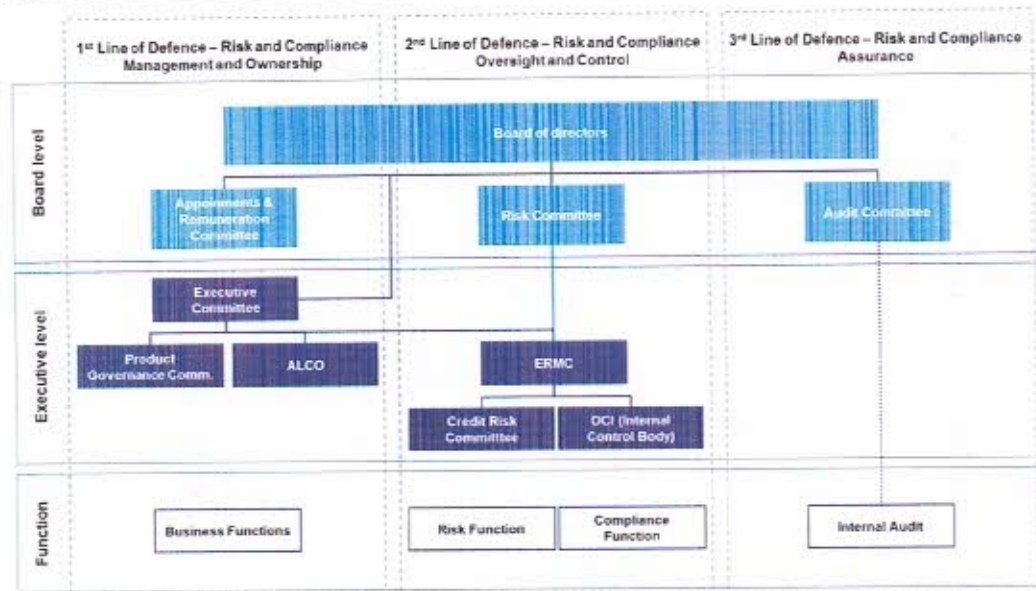 1st Line of Defence – Risk and Compliance
Management and Ownership
2nd Line of Defence – Risk and Compliance
Oversight and Control
3rd Line of Defence – Risk and Compliance
Assurance
Board level
Board of directors
Appoinments &
Remuneration
Committee
Risk Committee
Audit Committee
Executive level
Executive
Committee
Product
Governance Comm.
ALCO
ERMC
Credit Risk
Committee
OCI (Internal
Control Body)
Function
Business Functions
Risk Function
Compliance
Function
Internal Audit